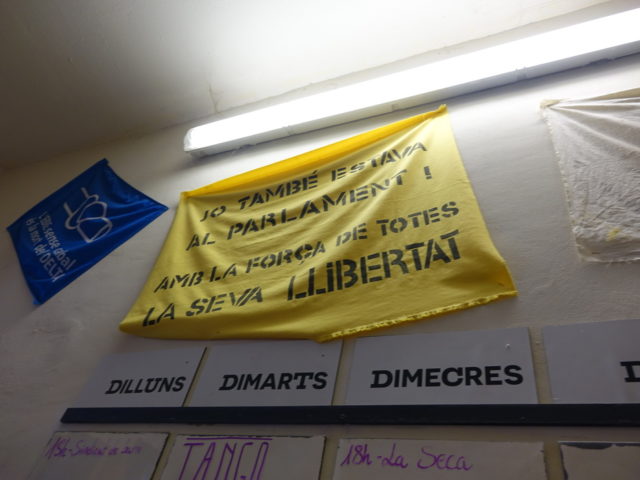 JO TAMBÉ ESTAVA
AL PARLAMENT !
AMB LA FORÇA DE TOTES
LA SEVA LLIBERTAT
DILLUNS
DIMARTS
DIMECRES
D
18h-La Seca
TANGO